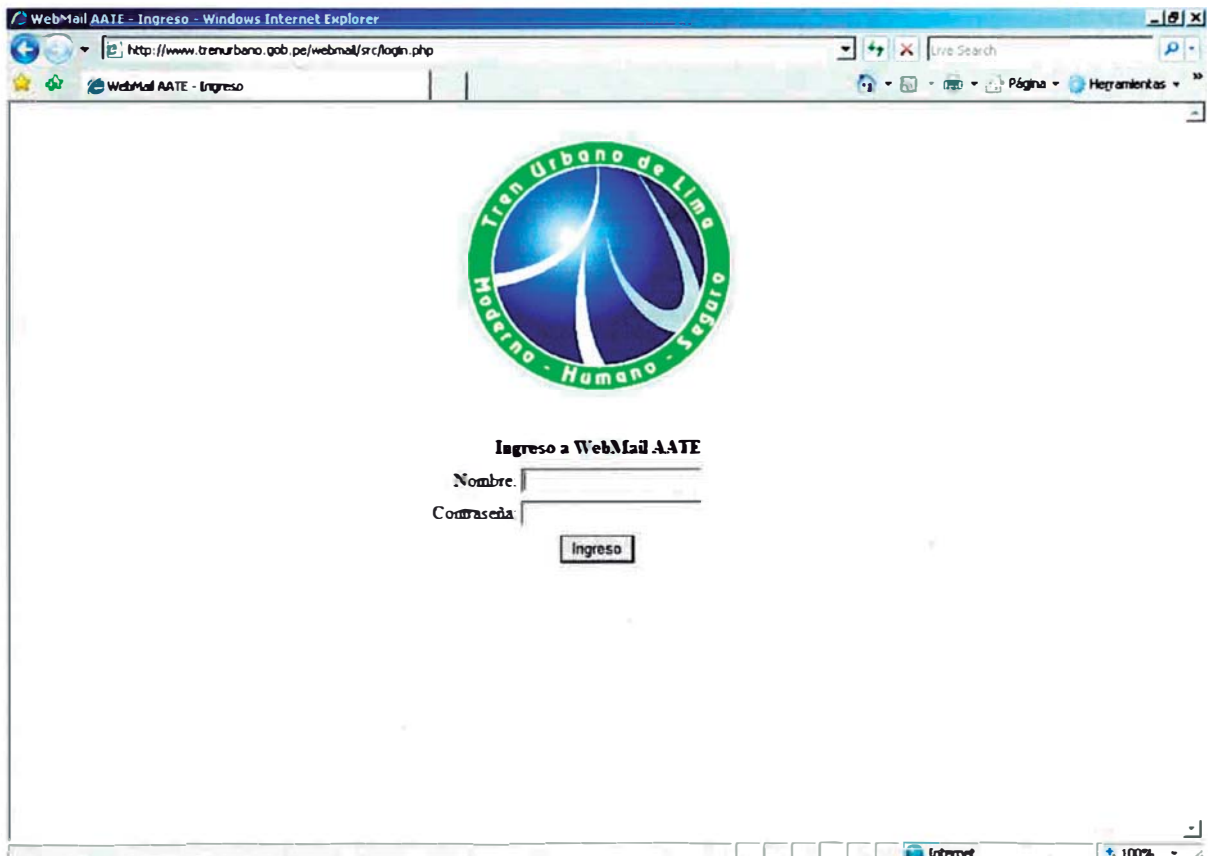 WebMail AATE - Ingreso - Windows Internet Explorer
http://www.trenurbano.gob.pe/webmail/src/login.php
Live Search
WebMail AATE - Ingreso
Página
Herramientas
Tren Urbano de Lima
Moderno - Humano - Seguro
Ingreso a WebMail AATE
Nombre:
Contraseña:
Ingreso
Internet
100%